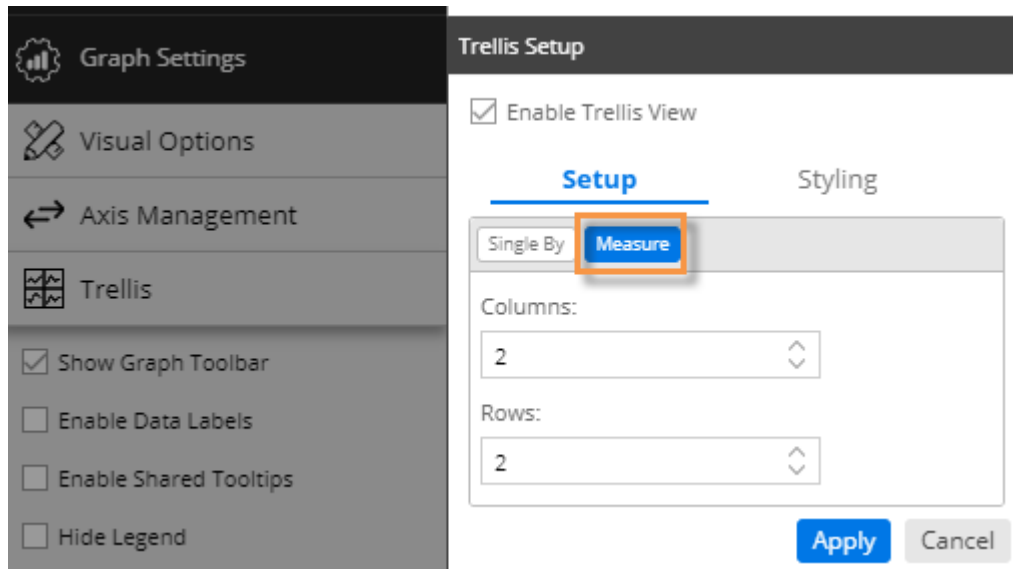 Graph Settings
Visual Options
Axis Management
Trellis
Show Graph Toolbar
Enable Data Labels
Enable Shared Tooltips
Hide Legend
Trellis Setup
Enable Trellis View
Setup Styling
Single By Measure
Columns:
2
Rows:
2
Apply Cancel